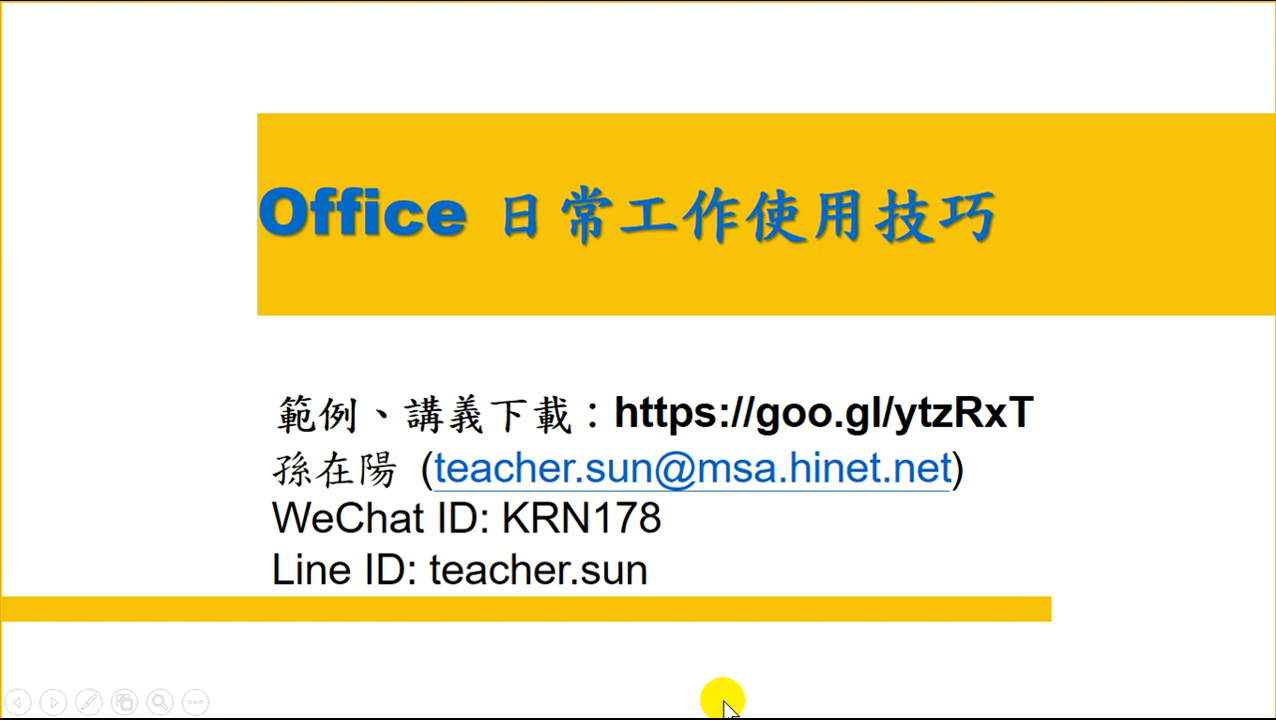 Office 日常工作使用技巧
範例、講義下載：https://goo.gl/ytzRxT
孫在陽 (teacher.sun@msa.hinet.net)
WeChat ID: KRN178
Line ID: teacher.sun